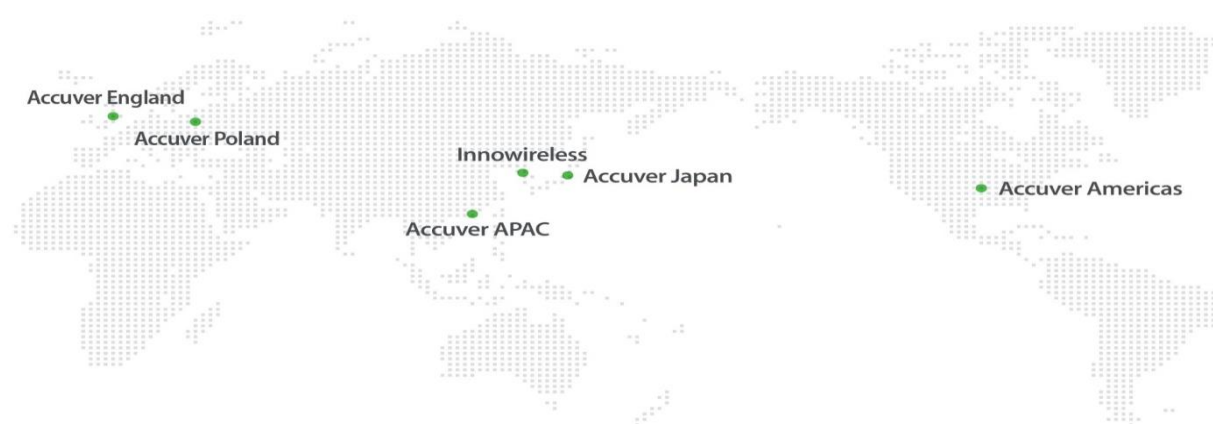 Accuver England
Accuver Poland
Innowireless
Accuver Japan
Accuver Americas
Accuver APAC